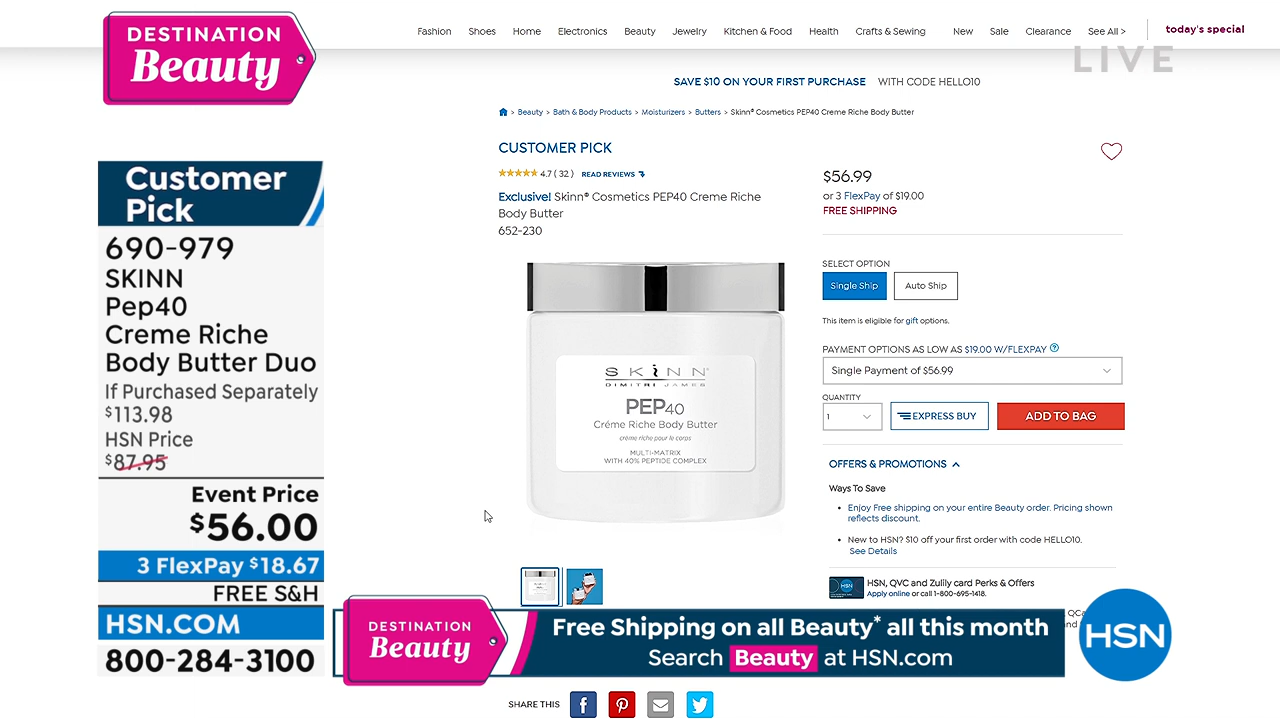 DESTINATION
Beauty
Fashion Shoes Home Electronics Beauty Jewelry Kitchen & Food Health Crafts & Sewing New Sale Clearance See All > today's special
LIVE
SAVE $10 ON YOUR FIRST PURCHASE WITH CODE HELLO10
> Beauty > Bath & Body Products > Moisturizers > Butters > Skinn® Cosmetics PEP40 Creme Riche Body Butter
Customer
Pick
690-979
SKINN
Pep40
Creme Riche
Body Butter Duo
If Purchased Separately
$113.98
HSN Price
$87.95
Event Price
$56.00
3 FlexPay $18.67
FREE S&H
HSN.COM
800-284-3100
CUSTOMER PICK
4.7 ( 32 ) READ REVIEWS
Exclusive! Skinn® Cosmetics PEP40 Creme Riche
Body Butter
652-230
SKiNN®
DIMITRI JAMES
PEP40
Créme Riche Body Butter
crème riche pour le corps
MULTI-MATRIX
WITH 40% PEPTIDE COMPLEX
$56.99
or 3 FlexPay of $19.00
FREE SHIPPING
SELECT OPTION
Single Ship Auto Ship
This item is eligible for gift options.
PAYMENT OPTIONS AS LOW AS $19.00 W/FLEXPAY ?
Single Payment of $56.99
QUANTITY
1 EXPRESS BUY ADD TO BAG
OFFERS & PROMOTIONS
Ways To Save
• Enjoy Free shipping on your entire Beauty order. Pricing shown
reflects discount.
• New to HSN? $10 off your first order with code HELLO10.
See Details
HSN, QVC and Zulily card Perks & Offers
Apply online or call 1-800-695-1418.
DESTINATION
Beauty
Free Shipping on all Beauty* all this month
Search Beauty at HSN.com
HSN
SHARE THIS